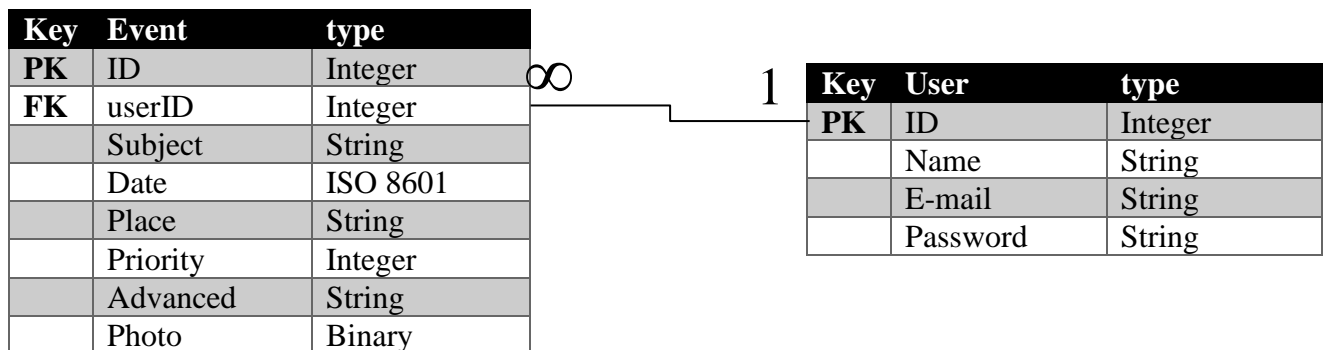 Key Event type
PK ID Integer
FK userID Integer
Subject String
Date ISO 8601
Place String
Priority Integer
Advanced String
Photo Binary
∞
1
Key User type
PK ID Integer
Name String
E-mail String
Password String